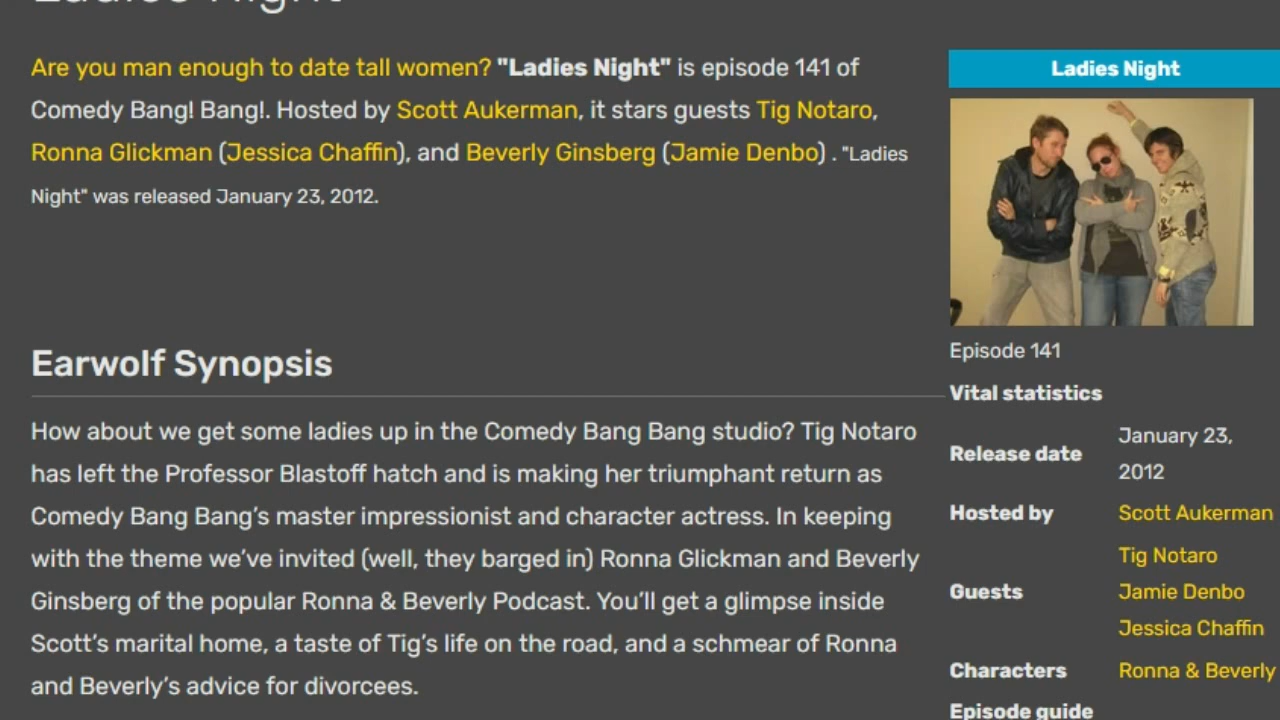 Ladies Night
Are you man enough to date tall women? "Ladies Night" is episode 141 of
Comedy Bang! Bang!. Hosted by Scott Aukerman, it stars guests Tig Notaro,
Ronna Glickman (Jessica Chaffin), and Beverly Ginsberg (Jamie Denbo) . "Ladies
Night" was released January 23, 2012.
Earwolf Synopsis
How about we get some ladies up in the Comedy Bang Bang studio? Tig Notaro
has left the Professor Blastoff hatch and is making her triumphant return as
Comedy Bang Bang’s master impressionist and character actress. In keeping
with the theme we’ve invited (well, they barged in) Ronna Glickman and Beverly
Ginsberg of the popular Ronna & Beverly Podcast. You’ll get a glimpse inside
Scott’s marital home, a taste of Tig’s life on the road, and a schmear of Ronna
and Beverly’s advice for divorcees.
Ladies Night
Episode 141
Vital statistics
Release date January 23,
2012
Hosted by Scott Aukerman
Guests Tig Notaro
Jamie Denbo
Jessica Chaffin
Characters Ronna & Beverly
Episode guide